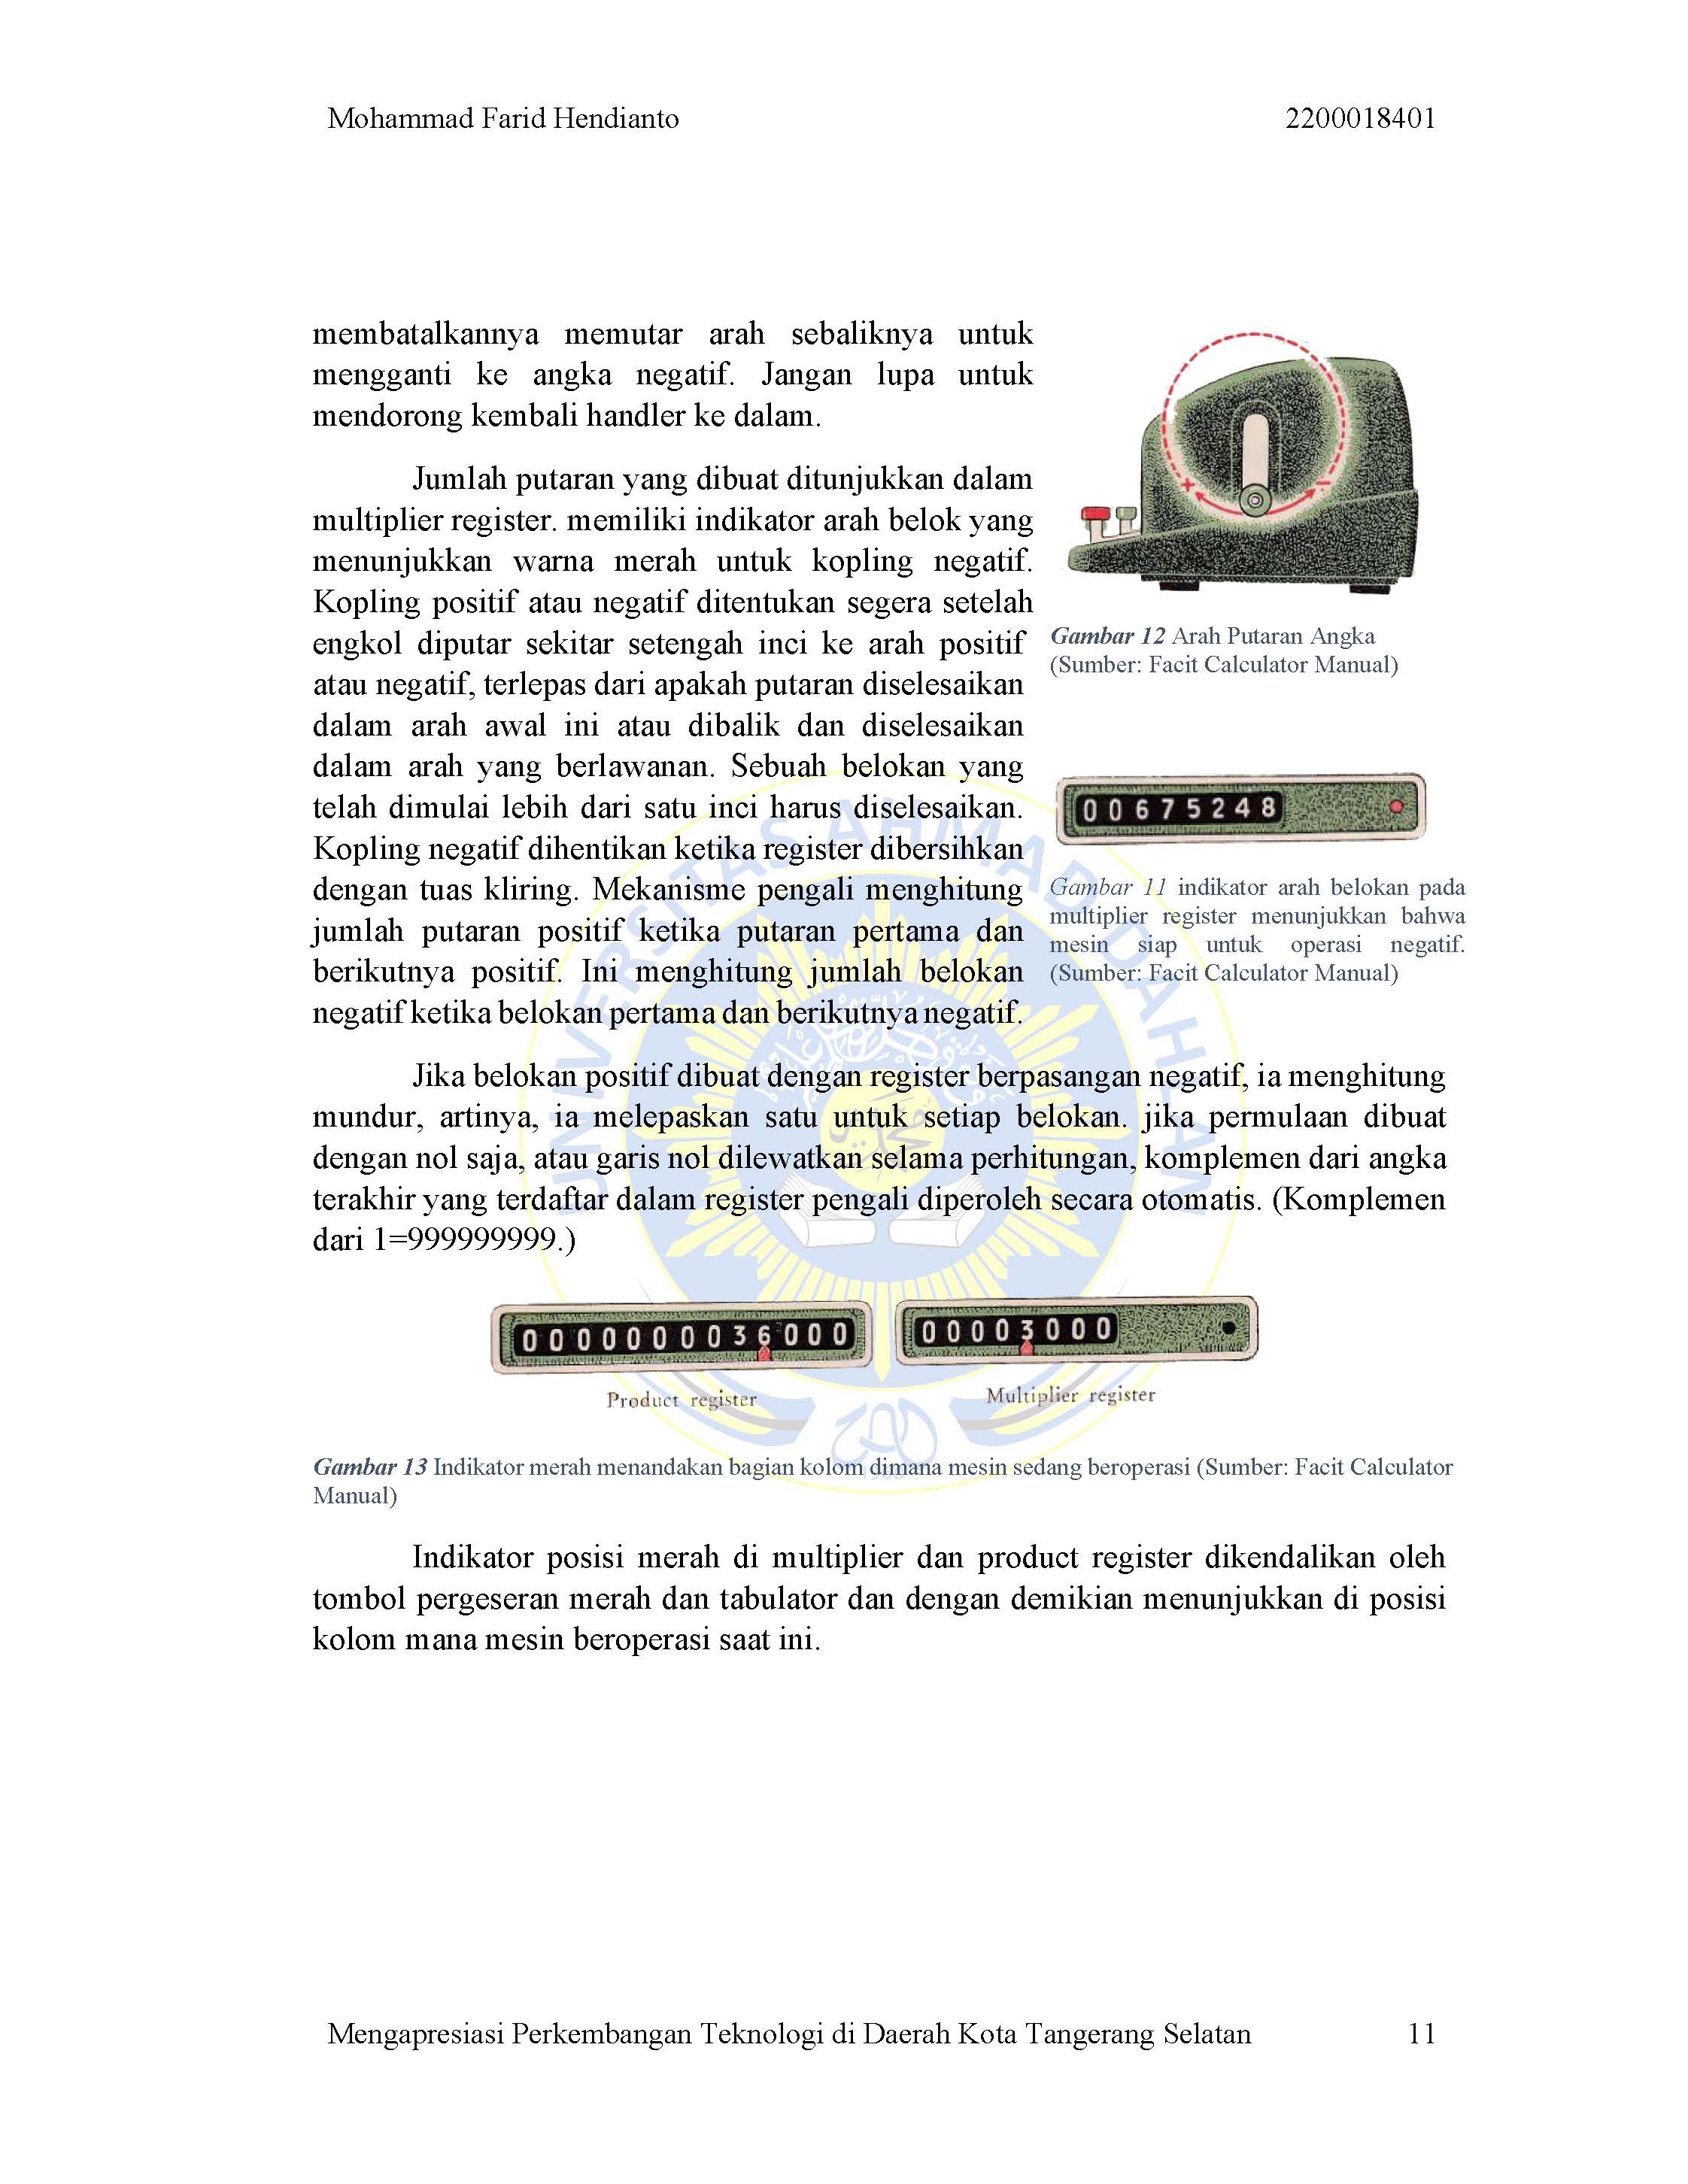 Mohammad Farid Hendianto 2200018401
membatalkannya memutar arah sebaliknya untuk
mengganti ke angka negatif. Jangan lupa untuk
mendorong kembali handler ke dalam.
Jumlah putaran yang dibuat ditunjukkan dalam
multiplier register. memiliki indikator arah belok yang
menunjukkan warna merah untuk kopling negatif.
Kopling positif atau negatif ditentukan segera setelah
engkol diputar sekitar setengah inci ke arah positif
atau negatif, terlepas dari apakah putaran diselesaikan
dalam arah awal ini atau dibalik dan diselesaikan
dalam arah yang berlawanan. Sebuah belokan yang
telah dimulai lebih dari satu inci harus diselesaikan.
Kopling negatif dihentikan ketika register dibersihkan
dengan tuas kliring. Mekanisme pengali menghitung
jumlah putaran positif ketika putaran pertama dan
berikutnya positif. Ini menghitung jumlah belokan
negatif ketika belokan pertama dan berikutnya negatif.
+ −
Gambar 12 Arah Putaran Angka
(Sumber: Facit Calculator Manual)
00675248
Gambar 11 indikator arah belokan pada
multiplier register menunjukkan bahwa
mesin siap untuk operasi negatif.
(Sumber: Facit Calculator Manual)
Jika belokan positif dibuat dengan register berpasangan negatif, ia menghitung
mundur, artinya, ia melepaskan satu untuk setiap belokan. jika permulaan dibuat
dengan nol saja, atau garis nol dilewatkan selama perhitungan, komplemen dari angka
terakhir yang terdaftar dalam register pengali diperoleh secara otomatis. (Komplemen
dari 1=999999999.)
0000000036000 00003000
Product register Multiplier register
Gambar 13 Indikator merah menandakan bagian kolom dimana mesin sedang beroperasi (Sumber: Facit Calculator
Manual)
Indikator posisi merah di multiplier dan product register dikendalikan oleh
tombol pergeseran merah dan tabulator dan dengan demikian menunjukkan di posisi
kolom mana mesin beroperasi saat ini.
UNIVERSITAS AHMAD DAHLAN
Mengapresiasi Perkembangan Teknologi di Daerah Kota Tangerang Selatan 11